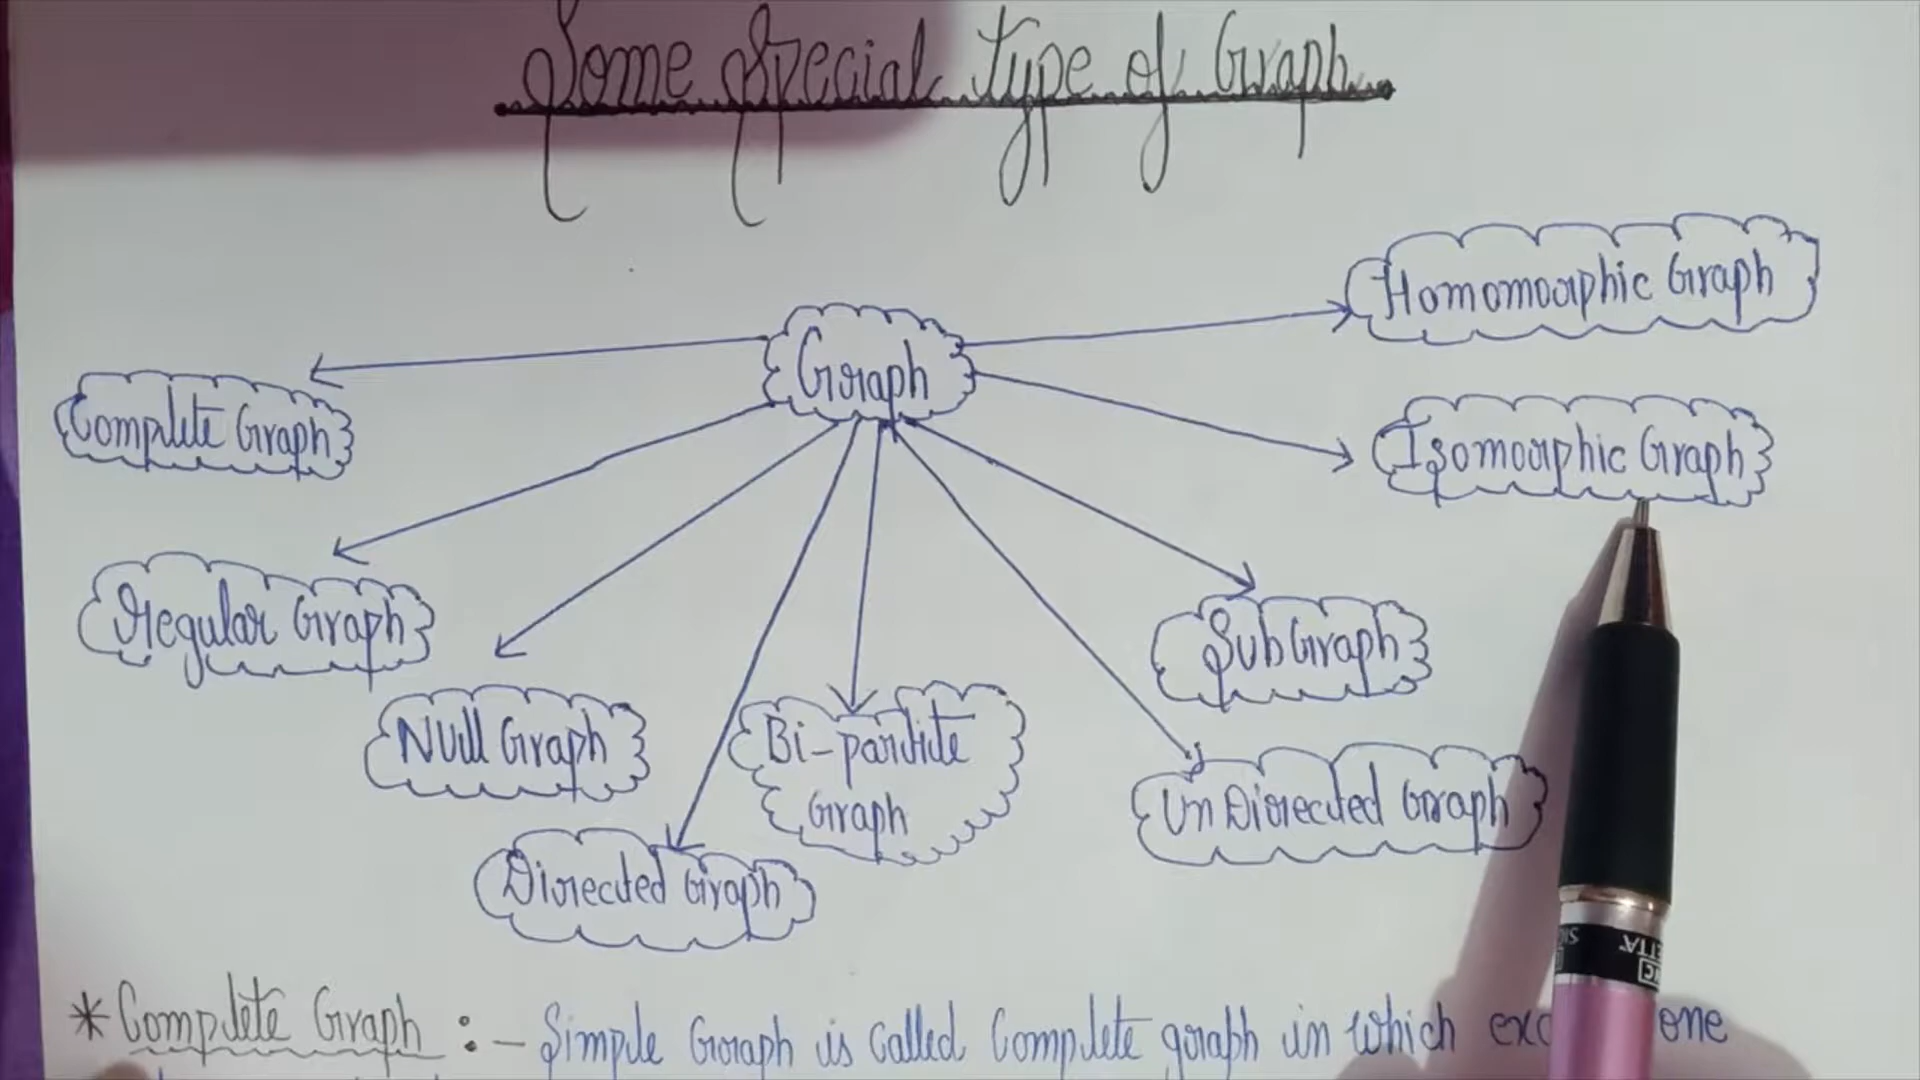 Some Special Type of Graph
Graph
Homomorphic Graph
Complete Graph
Isomorphic Graph
Regular Graph
Sub Graph
Null Graph
Bi-partite
Graph
Un Directed Graph
Directed Graph
* Complete Graph :- Simple Graph is called Complete graph in which one